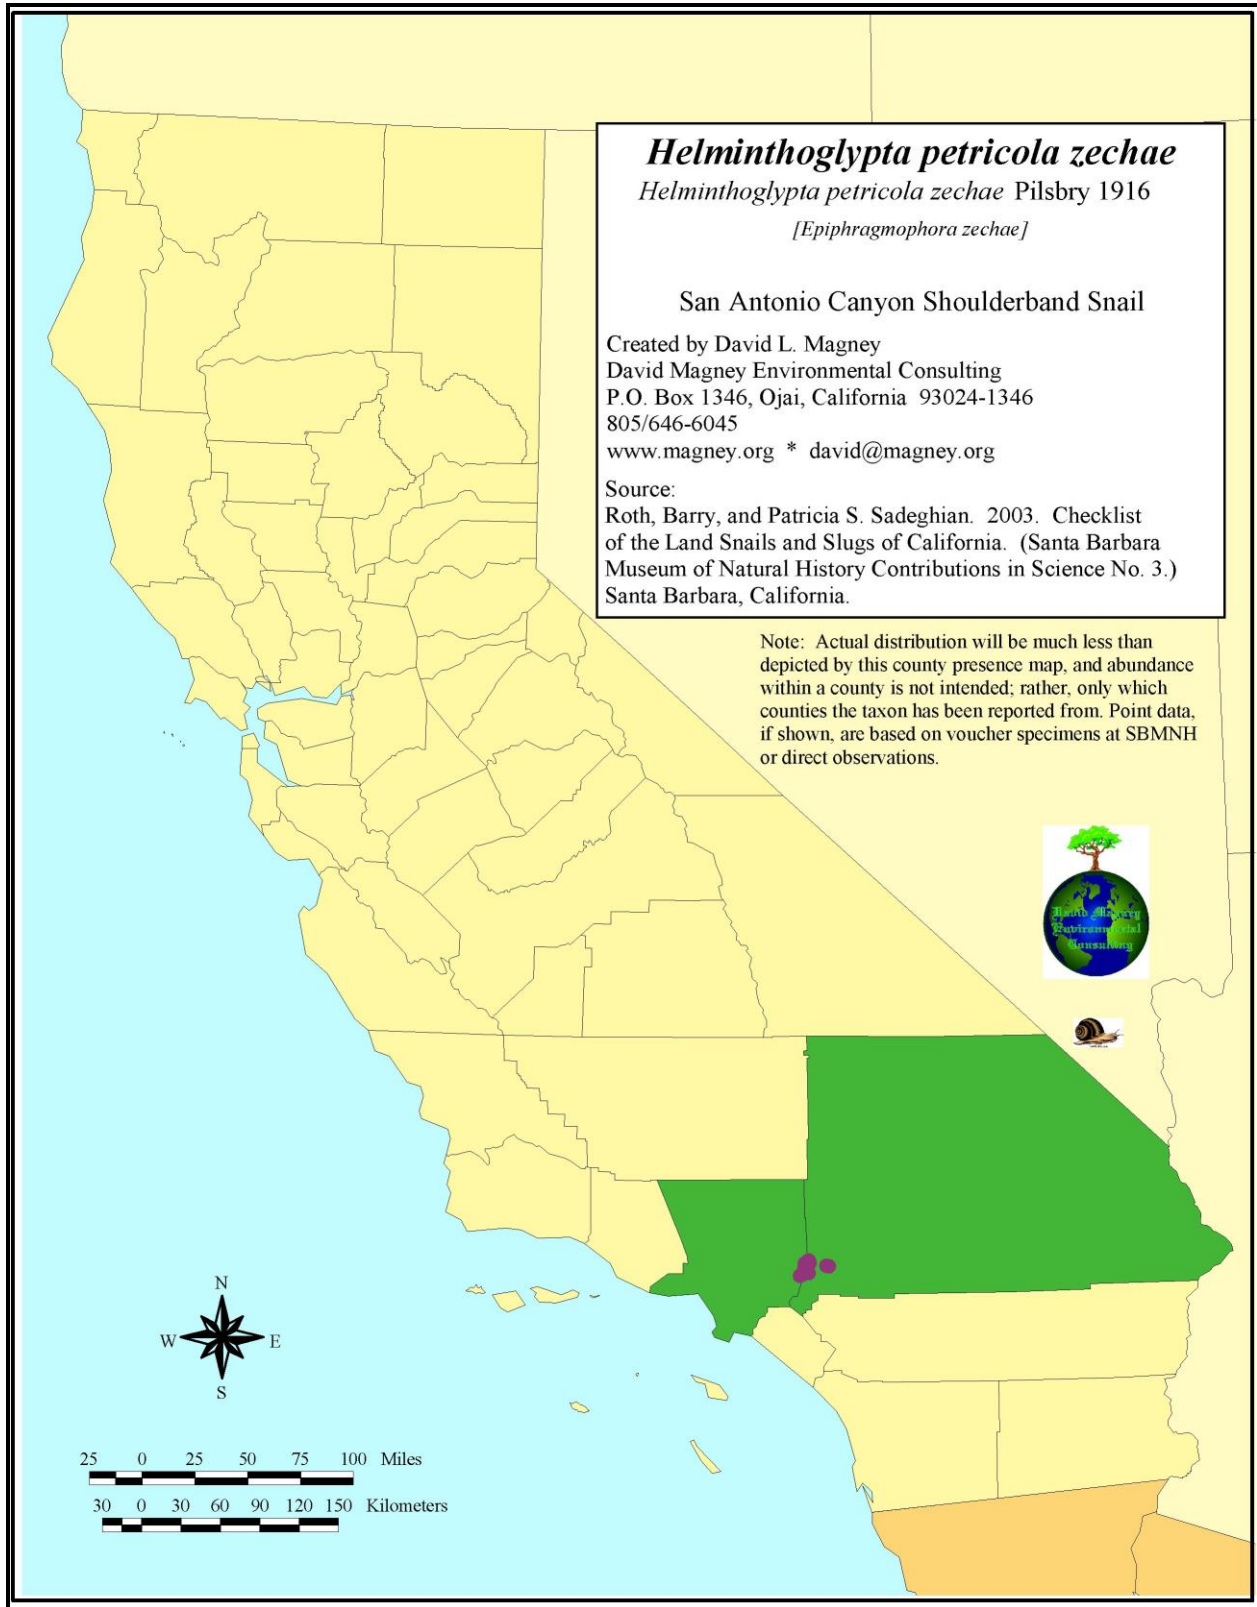 Helminthoglypta petricola zechae
Helminthoglypta petricola zechae Pilsbry 1916
[Epiphragmophora zechae]
San Antonio Canyon Shoulderband Snail
Created by David L. Magney
David Magney Environmental Consulting
P.O. Box 1346, Ojai, California 93024-1346
805/646-6045
www.magney.org * david@magney.org
Source:
Roth, Barry, and Patricia S. Sadeghian. 2003. Checklist
of the Land Snails and Slugs of California. (Santa Barbara
Museum of Natural History Contributions in Science No. 3.)
Santa Barbara, California.
Note: Actual distribution will be much less than
depicted by this county presence map, and abundance
within a county is not intended; rather, only which
counties the taxon has been reported from. Point data,
if shown, are based on voucher specimens at SBMNH
or direct observations.
David Magney
Environmental
Consulting
N
W E
S
25 0 25 50 75 100 Miles
30 0 30 60 90 120 150 Kilometers